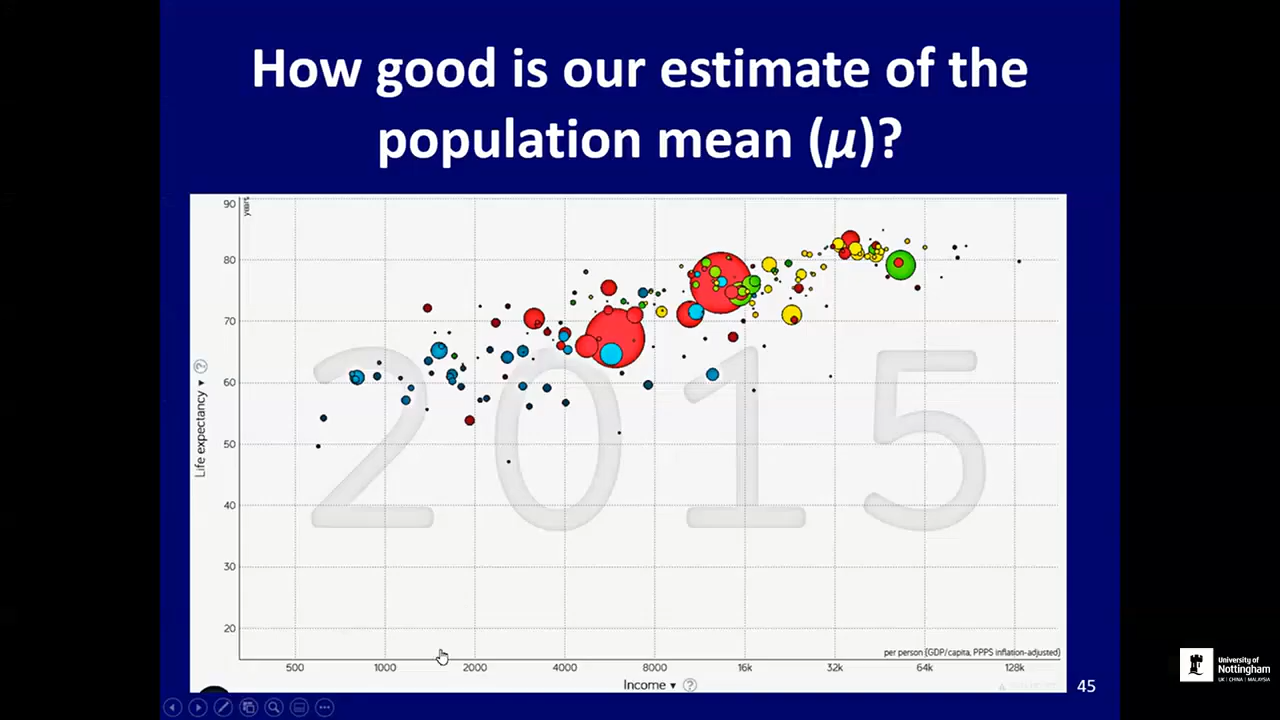 How good is our estimate of the
population mean (μ)?
90
years
80
70
60
50
40
30
20
Life expectancy ▾ ?
2015
per person (GDP/capita, PPP$ inflation-adjusted)
500 1000 2000 4000 8000 16k 32k 64k 128k
Income ▾ ?
45
University of
Nottingham
UK | CHINA | MALAYSIA